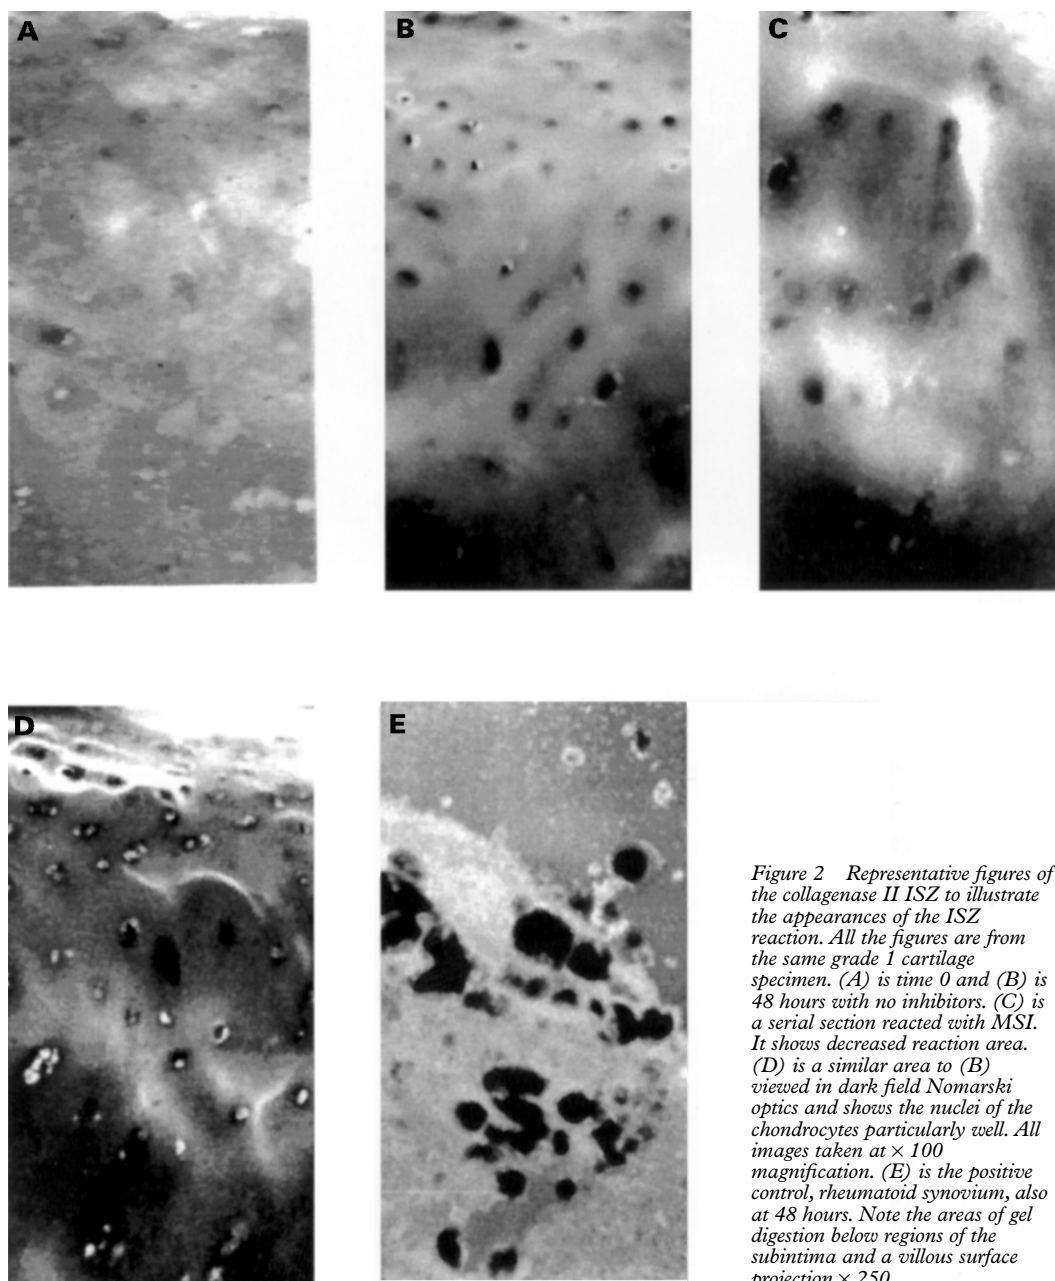 A
B
C
D
E
Figure 2 Representative figures of
the collagenase II ISZ to illustrate
the appearances of the ISZ
reaction. All the figures are from
the same grade 1 cartilage
specimen. (A) is time 0 and (B) is
48 hours with no inhibitors. (C) is
a serial section reacted with MSI.
It shows decreased reaction area.
(D) is a similar area to (B)
viewed in dark field Nomarski
optics and shows the nuclei of the
chondrocytes particularly well. All
images taken at × 100
magnification. (E) is the positive
control, rheumatoid synovium, also
at 48 hours. Note the areas of gel
digestion below regions of the
subintima and a villous surface
projection × 250